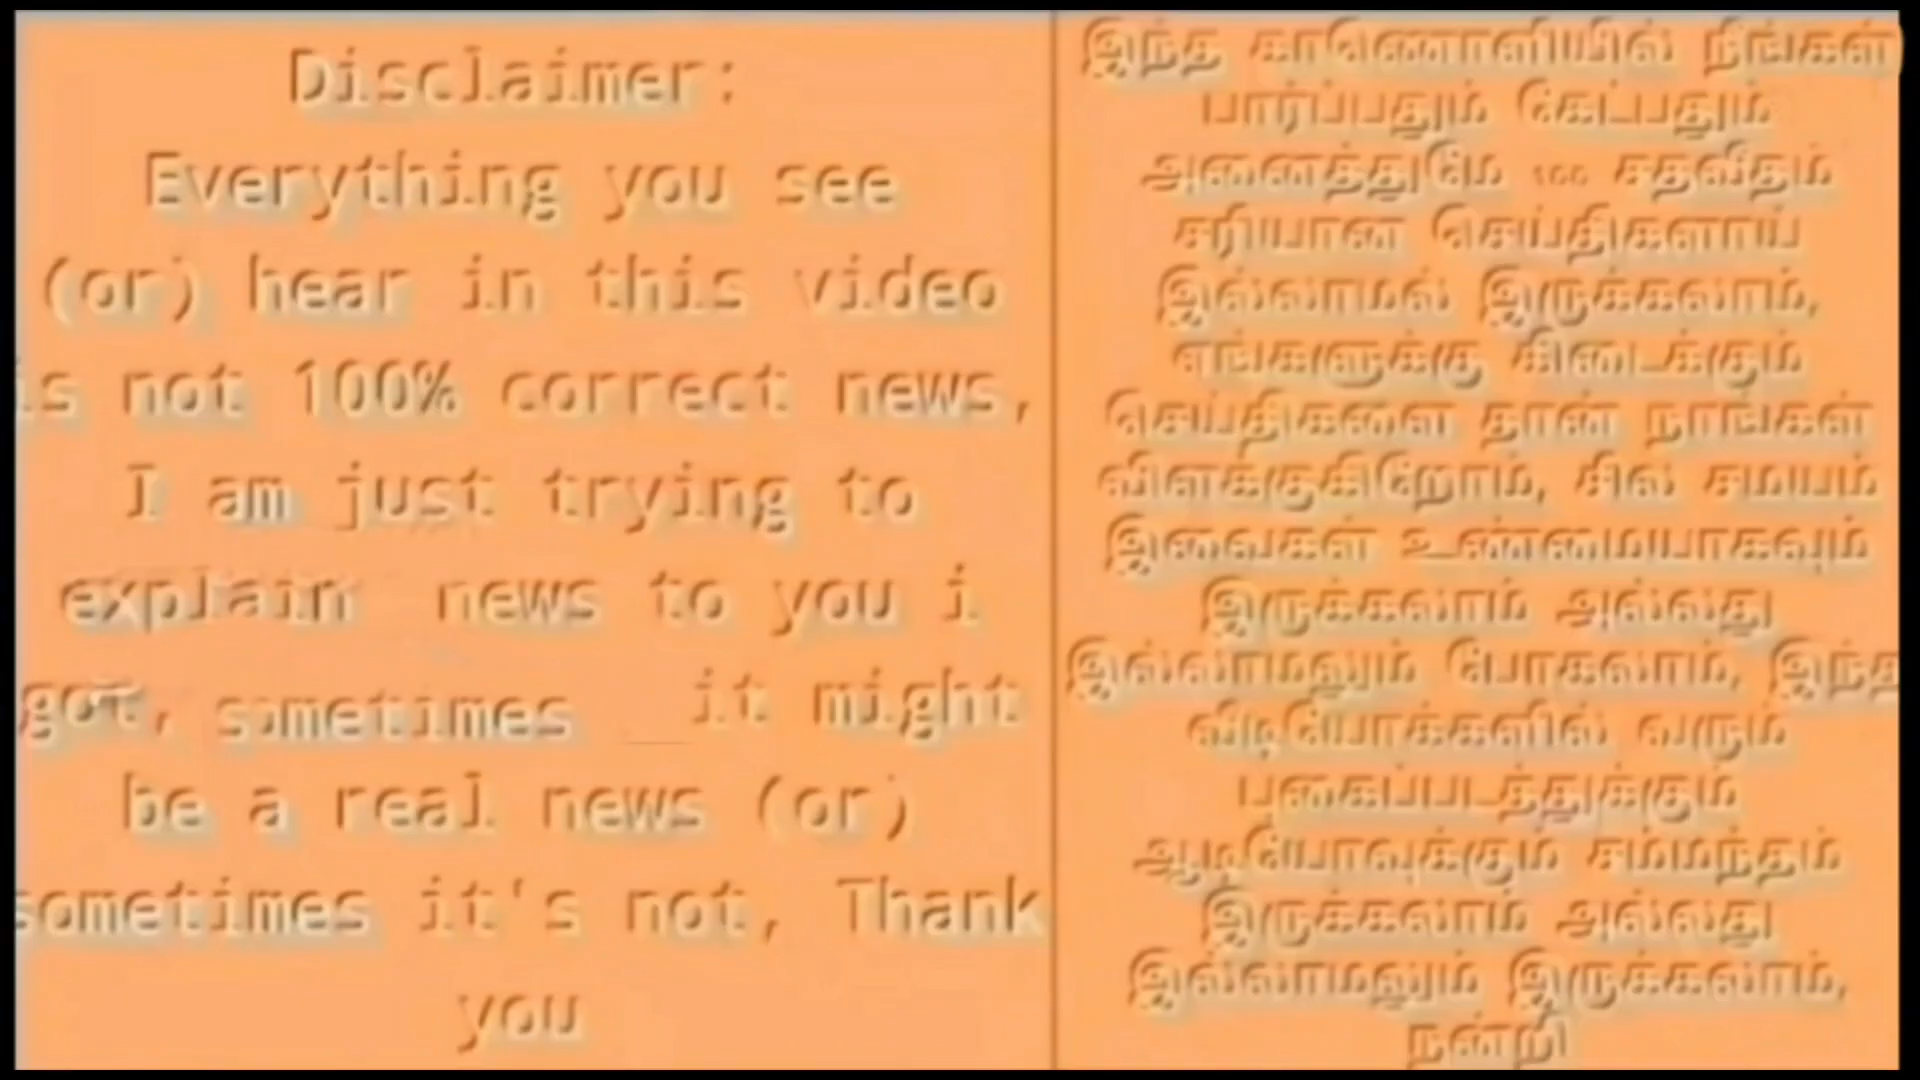 Disclaimer:
Everything you see
(or) hear in this video
is not 100% correct news,
I am just trying to
explain news to you i
got, sometimes __it might
be a real news (or)
sometimes it's not, Thank
you
இந்த காணொளியில் நீங்கள்
பார்ப்பதும் கேட்பதும்
அனைத்துமே 100 சதவீதம்
சரியான செய்திகளாய்
இல்லாமல் இருக்கலாம்,
எங்களுக்கு கிடைக்கும்
செய்திகளை தான் நாங்கள்
விளக்குகிறோம், சில சமயம்
இவைகள் உண்மையாகவும்
இருக்கலாம் அல்லது
இல்லாமலும் போகலாம், இந்த
வீடியோக்களில் வரும்
புகைப்படத்துக்கும்
ஆடியோவுக்கும் சம்மந்தம்
இருக்கலாம் அல்லது
இல்லாமலும் இருக்கலாம்,
நன்றி